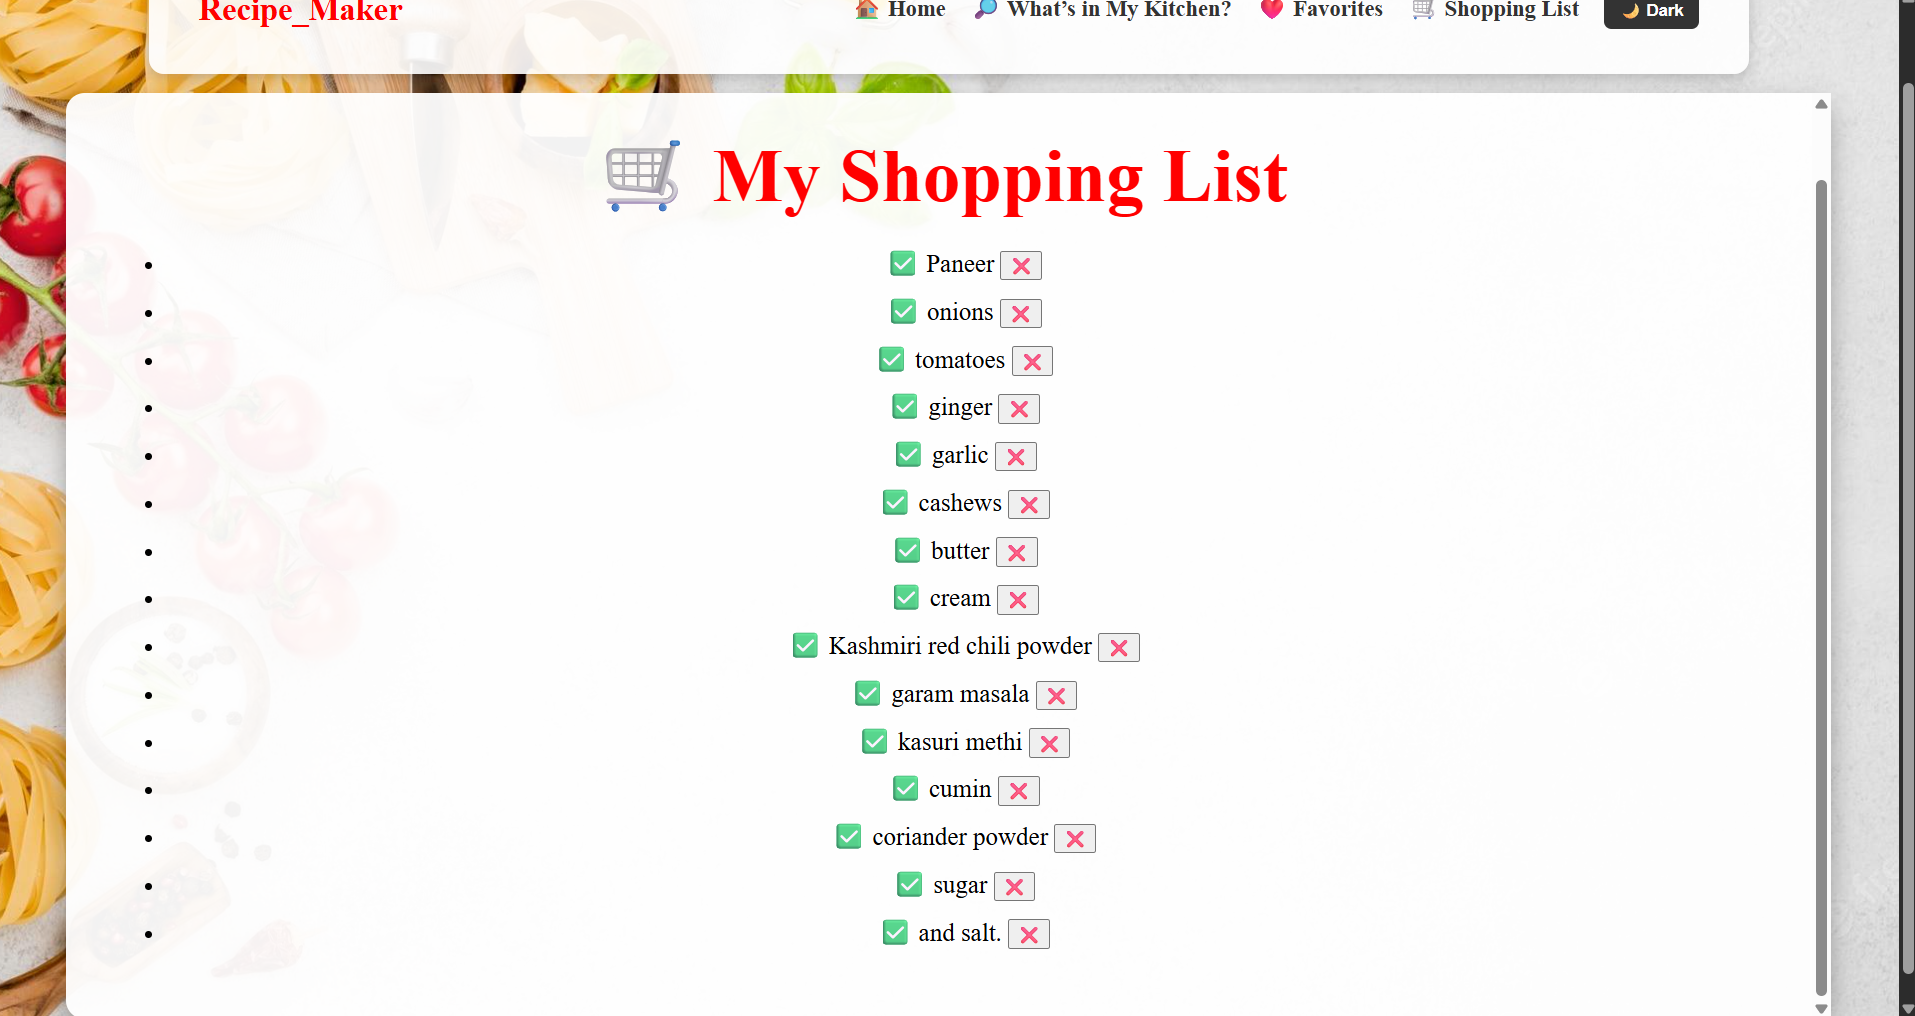 Recipe_Maker
🏠 Home 🔎 What’s in My Kitchen? ❤️ Favorites 🛒 Shopping List 🌙 Dark
🛒 My Shopping List
• ✅ Paneer ❌
• ✅ onions ❌
• ✅ tomatoes ❌
• ✅ ginger ❌
• ✅ garlic ❌
• ✅ cashews ❌
• ✅ butter ❌
• ✅ cream ❌
• ✅ Kashmiri red chili powder ❌
• ✅ garam masala ❌
• ✅ kasuri methi ❌
• ✅ cumin ❌
• ✅ coriander powder ❌
• ✅ sugar ❌
• ✅ and salt. ❌